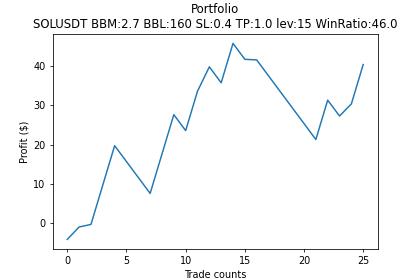 Portfolio
SOLUSDT BBM:2.7 BBL:160 SL:0.4 TP:1.0 lev:15 WinRatio:46.0
40
30
20
10
0
Profit ($)
0 5 10 15 20 25
Trade counts